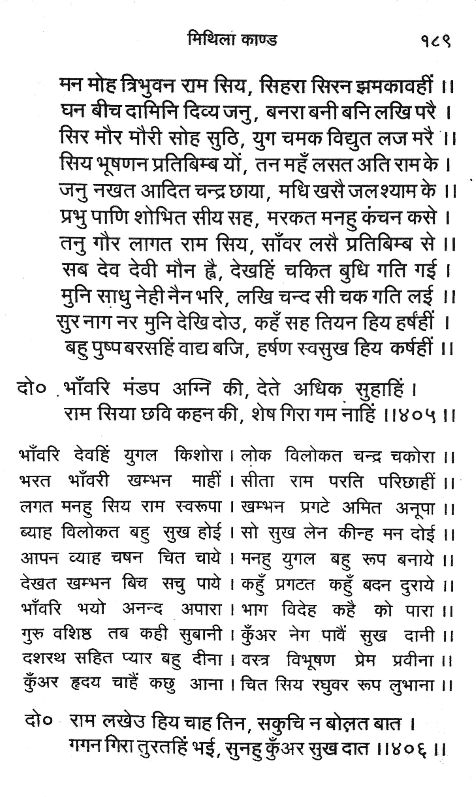 मिथिला काण्ड १८९
मन मोह त्रिभुवन राम सिय, सिहरा सिरन झमकावहीं ।।
घन बीच दामिनि दिव्य जनु, बनरा बनी बनि लखि परै ।
सिर मौर मौरी सोह सुठि, युग चमक विद्युत लज मरै ।।
सिय भूषणन प्रतिबिम्ब यों, तन महँ लसत अति राम के ।
जनु नखत आदित चन्द्र छाया, मधि खसै जल श्याम के ।।
प्रभु पाणि शोभित सीय सह, मरकत मनहु कंचन कसे ।
तनु गौर लागत राम सिय, साँवर लसै प्रतिबिम्ब से ।।
सब देव देवी मौन ह्वै, देखहिं चकित बुधि गति गई ।
मुनि साधु नेही नैन भरि, लखि चन्द सी चक गति लई ।।
सुर नाग नर मुनि देखि दोउ, कहँ सह तियन हिय हर्षहीं ।
बहु पुष्प बरसहिं वाद्य बजि, हर्षण स्वसुख हिय कर्षहीं ।।
दो० भाँवरि मंडप अग्नि की, देते अधिक सुहाहिं ।
राम सिया छवि कहन की, शेष गिरा गम नाहिं ।।४०५।।
भाँवरि देवहिं युगल किशोरा । लोक विलोकत चन्द्र चकोरा ।।
भरत भाँवरी खम्भन माहीं । सीता राम परति परिछाहीं ।।
लगत मनहु सिय राम स्वरूपा । खम्भन प्रगटे अमित अनूपा ।।
ब्याह विलोकत बहु सुख होई । सो सुख लेन कीन्ह मन दोई ।।
आपन व्याह चषन चित चाये । मनहु युगल बहु रूप बनाये ।।
देखत खम्भन बिच सचु पाये । कहुँ प्रगटत कहुँ बदन दुराये ।।
भाँवरि भयो अनन्द अपारा । भाग विदेह कहै को पारा ।।
गुरु वशिष्ठ तब कही सुबानी । कुँअर नेग पावैं सुख दानी ।।
दशरथ सहित प्यार बहु दीना । वस्त्र विभूषण प्रेम प्रवीना ।।
कुँअर हृदय चाहैं कछु आना । चित सिय रघुवर रूप लुभाना ।।
दो० राम लखेउ हिय चाह तिन, सकुचि न बोलत बात ।
गगन गिरा तुरतहिं भई, सुनहु कुँअर सुख दात ।।४०६।।